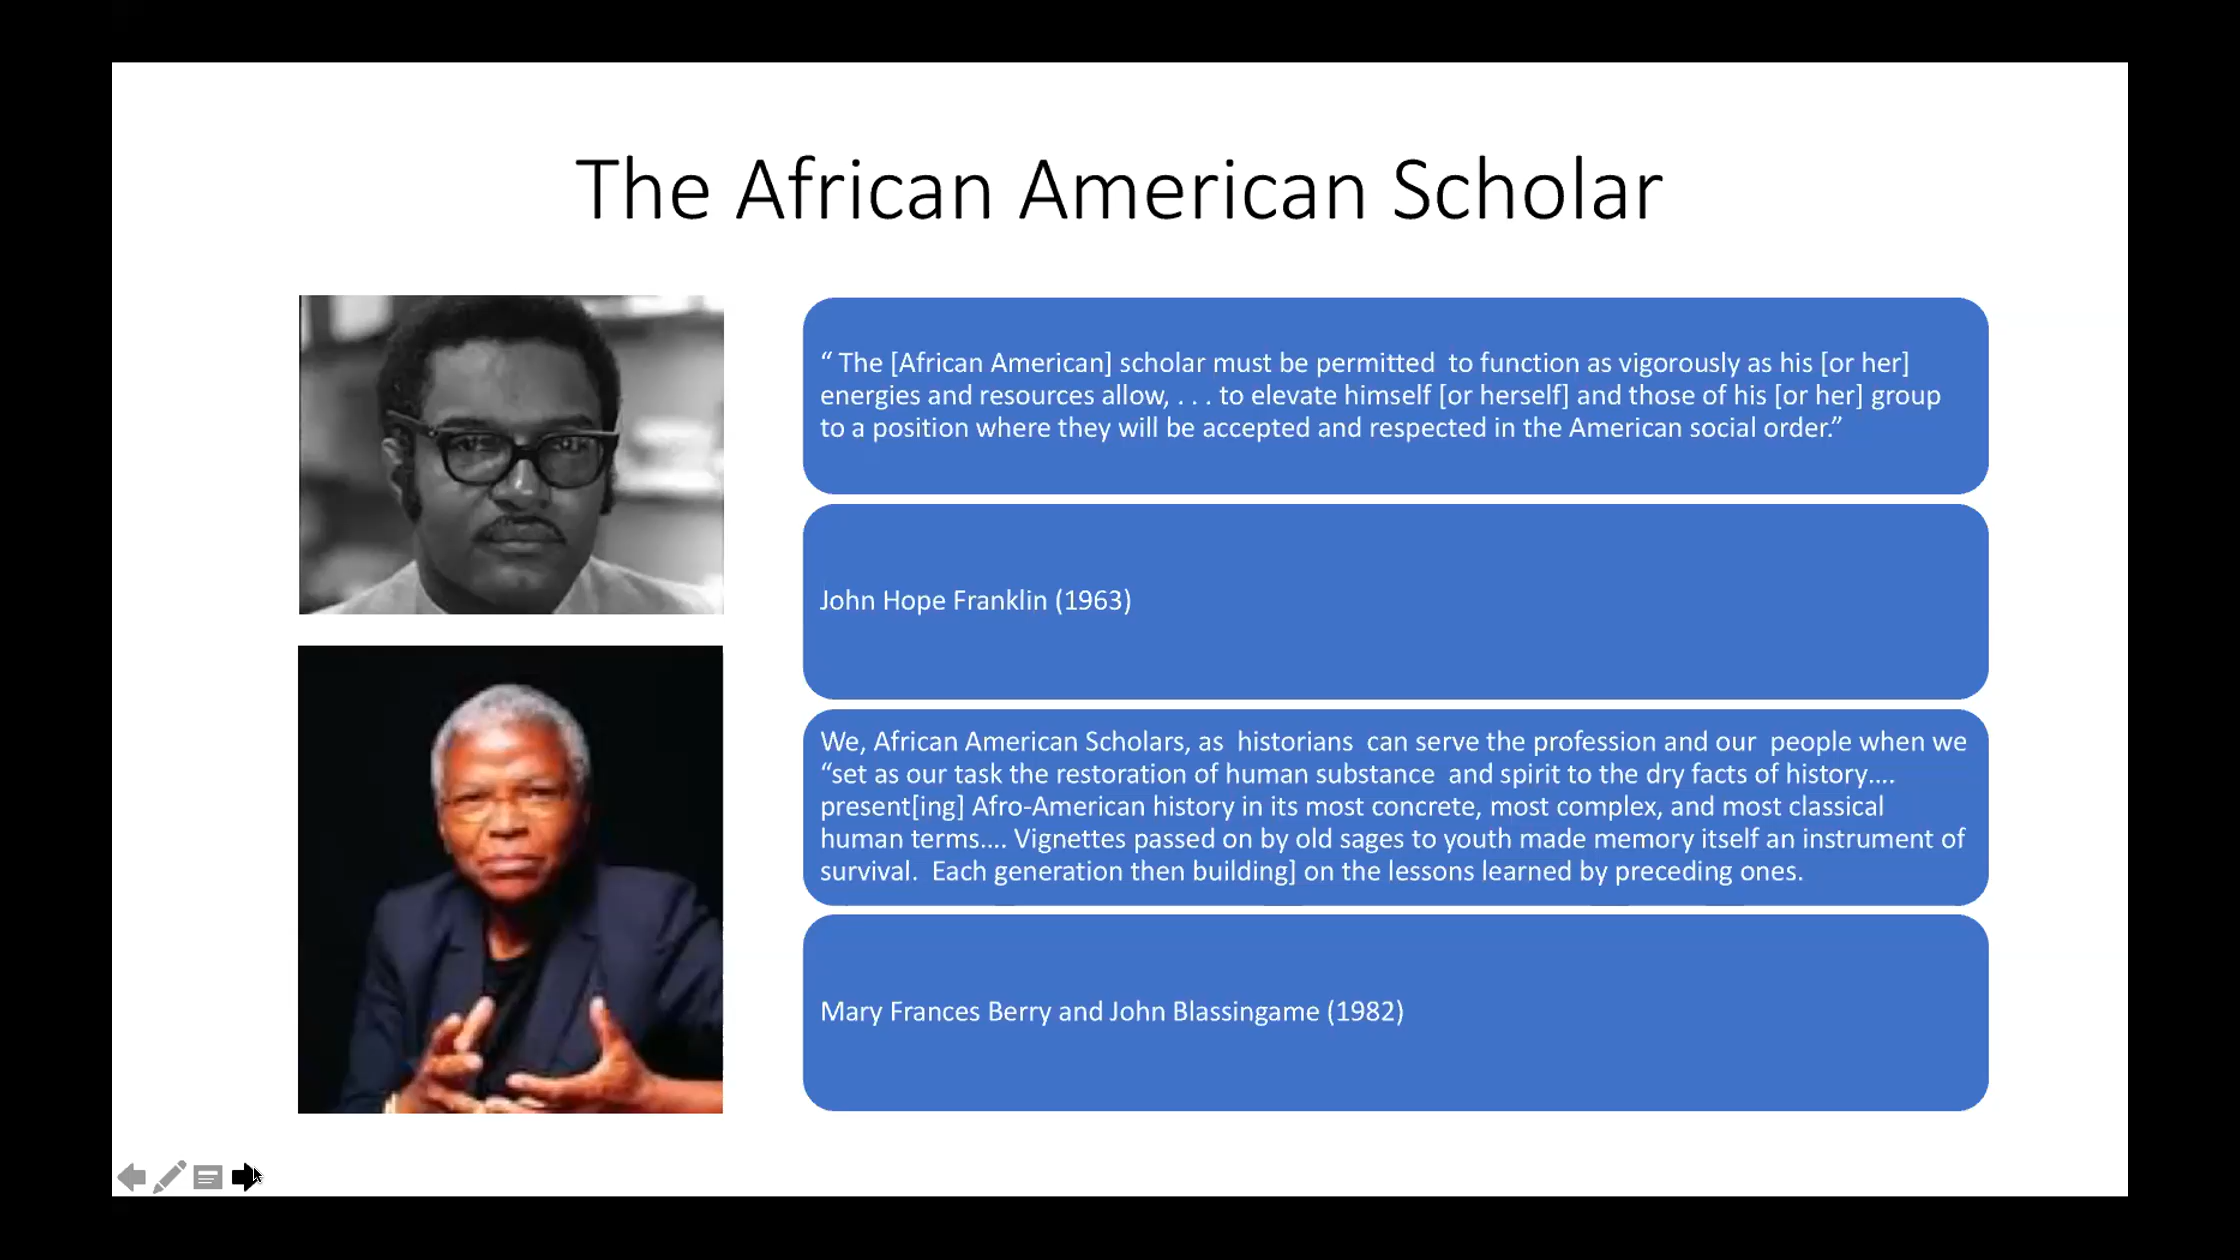 The African American Scholar
“ The [African American] scholar must be permitted  to function as vigorously as his [or her]
energies and resources allow, . . . to elevate himself [or herself] and those of his [or her] group
to a position where they will be accepted and respected in the American social order.”
John Hope Franklin (1963)
We, African American Scholars, as  historians  can serve the profession and our  people when we
“set as our task the restoration of human substance  and spirit to the dry facts of history....
present[ing] Afro-American history in its most concrete, most complex, and most classical
human terms.... Vignettes passed on by old sages to youth made memory itself an instrument of
survival.  Each generation then building] on the lessons learned by preceding ones.
Mary Frances Berry and John Blassingame (1982)